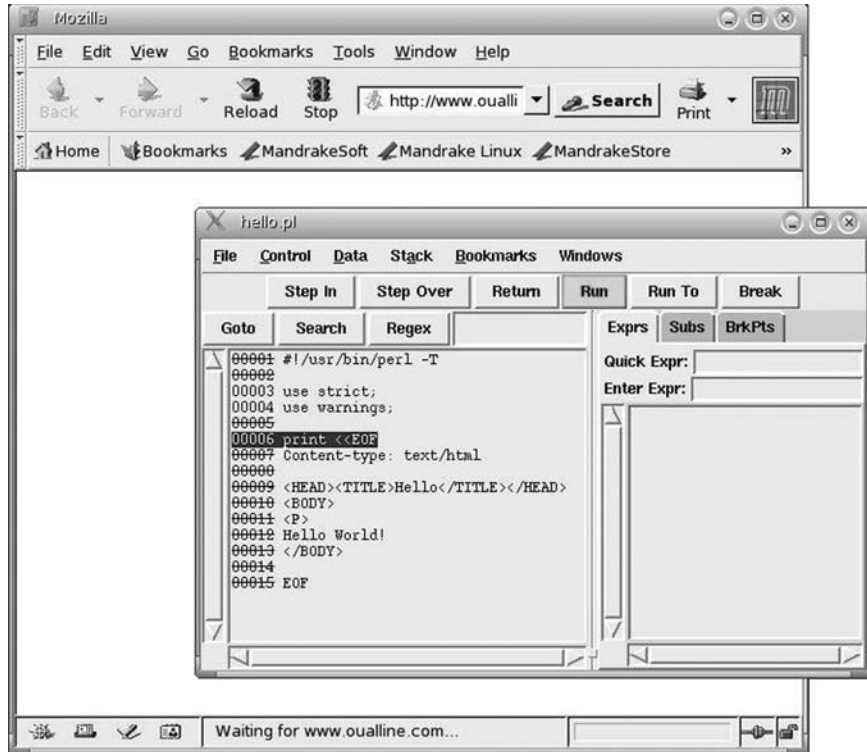 Mozilla
File Edit View Go Bookmarks Tools Window Help
Back Forward Reload Stop http://www.oualli Search Print
Home Bookmarks MandrakeSoft Mandrake Linux MandrakeStore »
hello.pl
File Control Data Stack Bookmarks Windows
Step In Step Over Return Run Run To Break
Goto Search Regex
Exprs Subs BrkPts
Quick Expr:
Enter Expr:
00001 #!/usr/bin/perl -T
00002
00003 use strict;
00004 use warnings;
00005
00006 print <<EOF
00007 Content-type: text/html
00008
00009 <HEAD><TITLE>Hello</TITLE></HEAD>
00010 <BODY>
00011 <P>
00012 Hello World!
00013 </BODY>
00014
00015 EOF
Waiting for www.oualline.com...